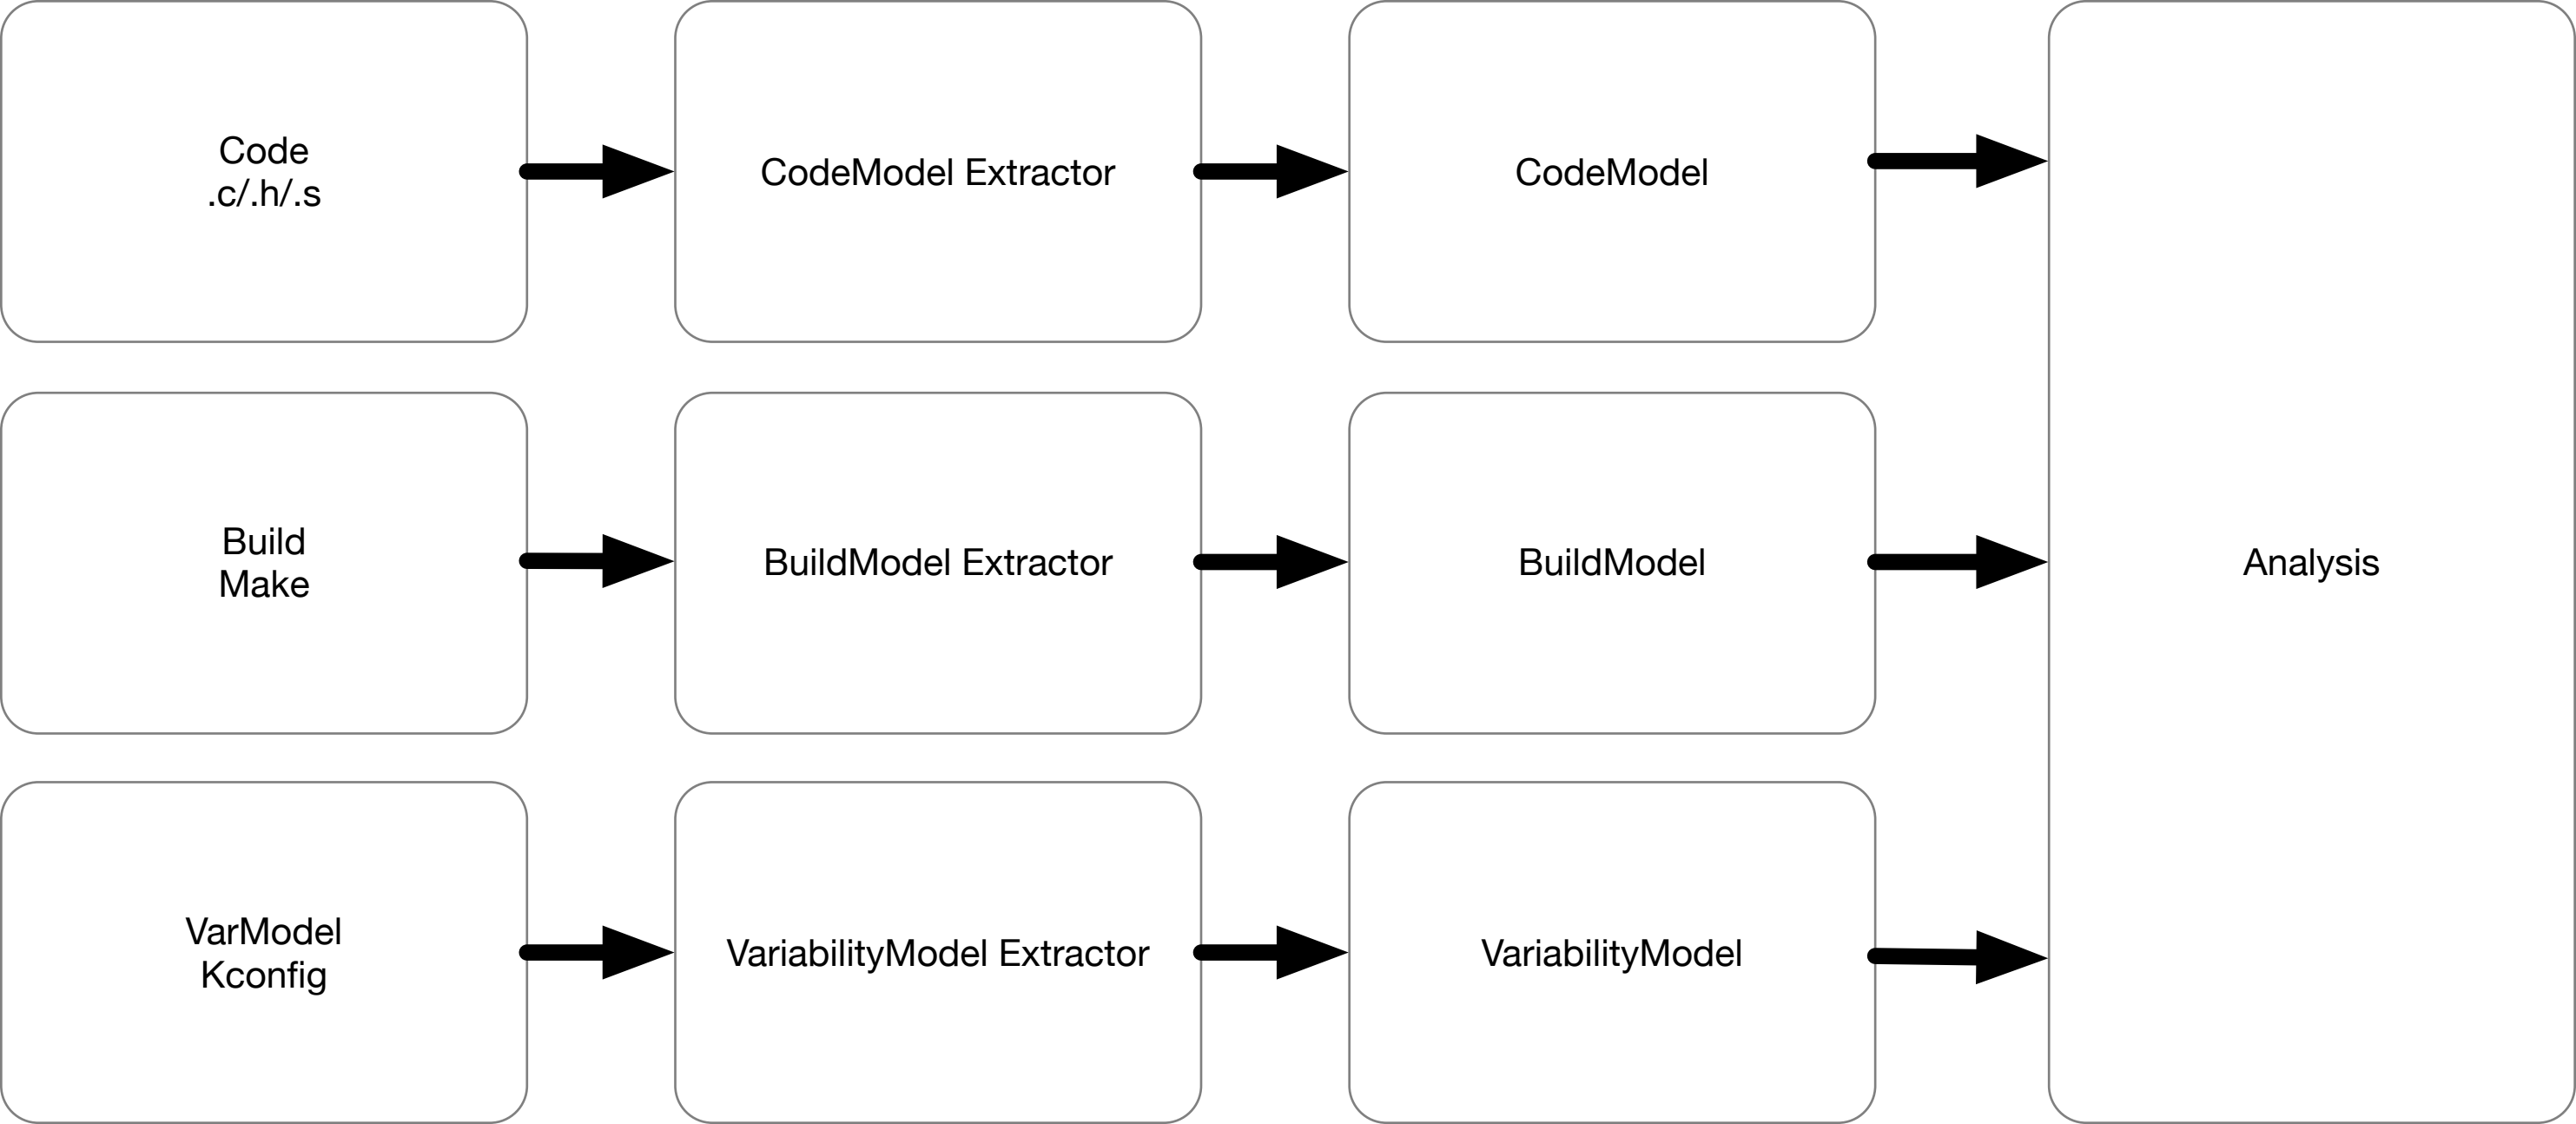 Code
.c/.h/.s
CodeModel Extractor
CodeModel
Build
Make
BuildModel Extractor
BuildModel
Analysis
VarModel
Kconfig
VariabilityModel Extractor
VariabilityModel